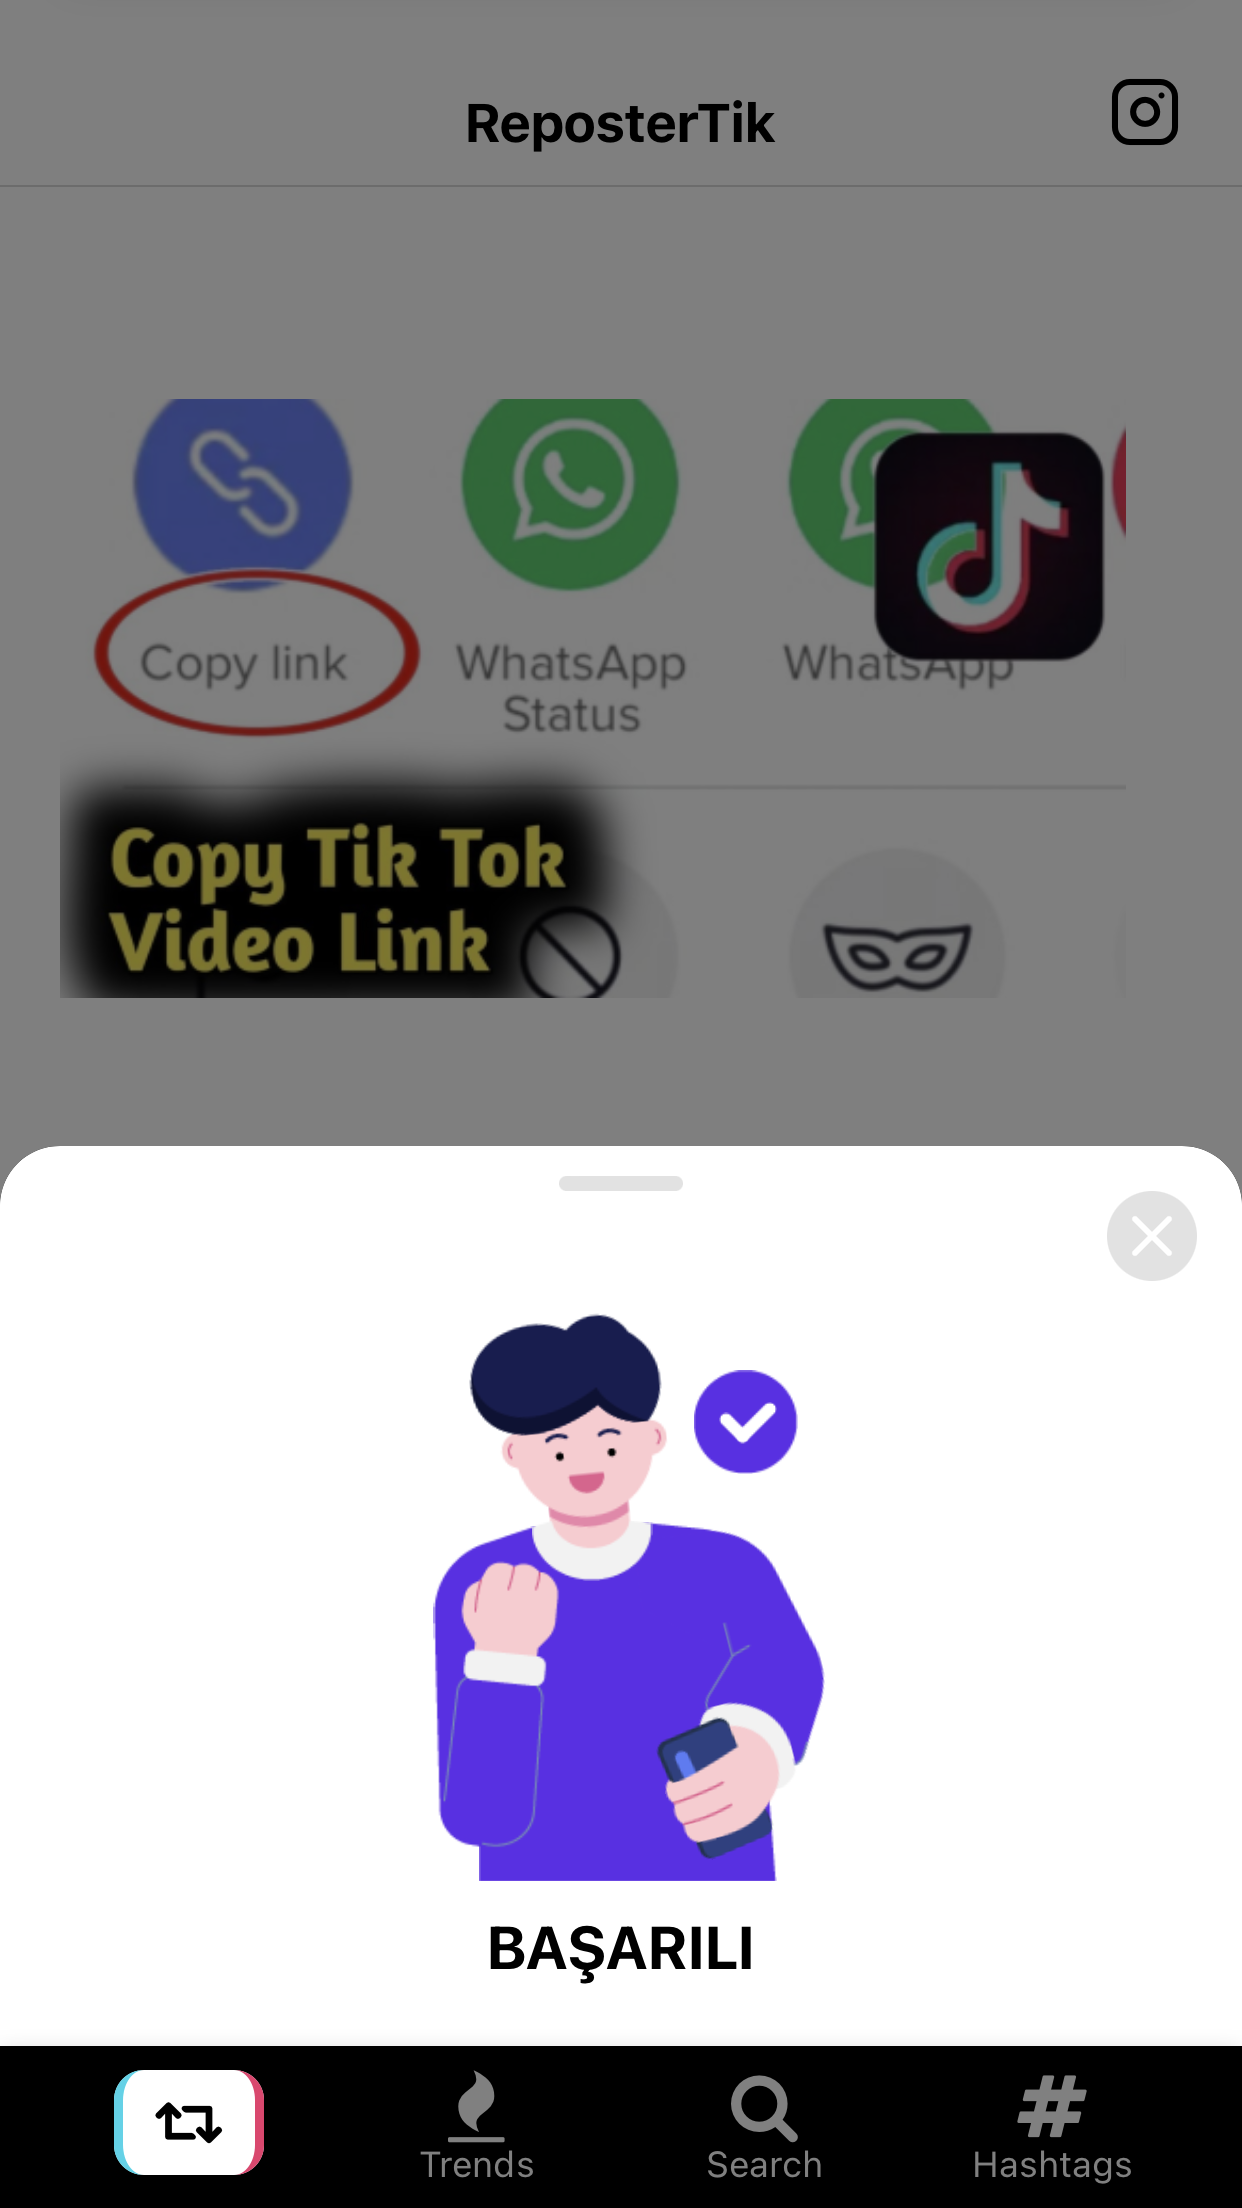 ReposterTik
Copy link
WhatsApp
Status
WhatsApp
Copy Tik Tok
Video Link
BAŞARILI
Trends
Search
Hashtags